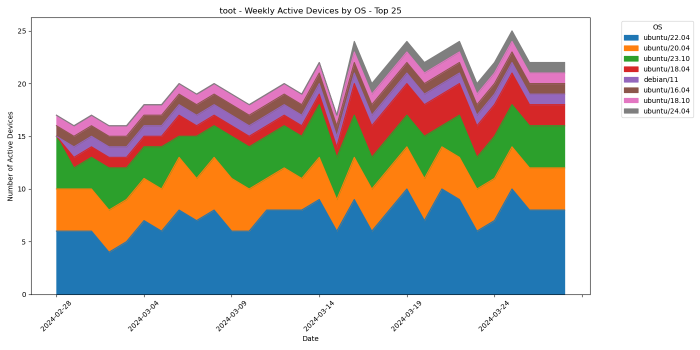 toot - Weekly Active Devices by OS - Top 25
Number of Active Devices
25
20
15
10
5
0
2024-02-28
2024-03-04
2024-03-09
2024-03-14
2024-03-19
2024-03-24
Date
OS
ubuntu/22.04
ubuntu/20.04
ubuntu/23.10
ubuntu/18.04
debian/11
ubuntu/16.04
ubuntu/18.10
ubuntu/24.04